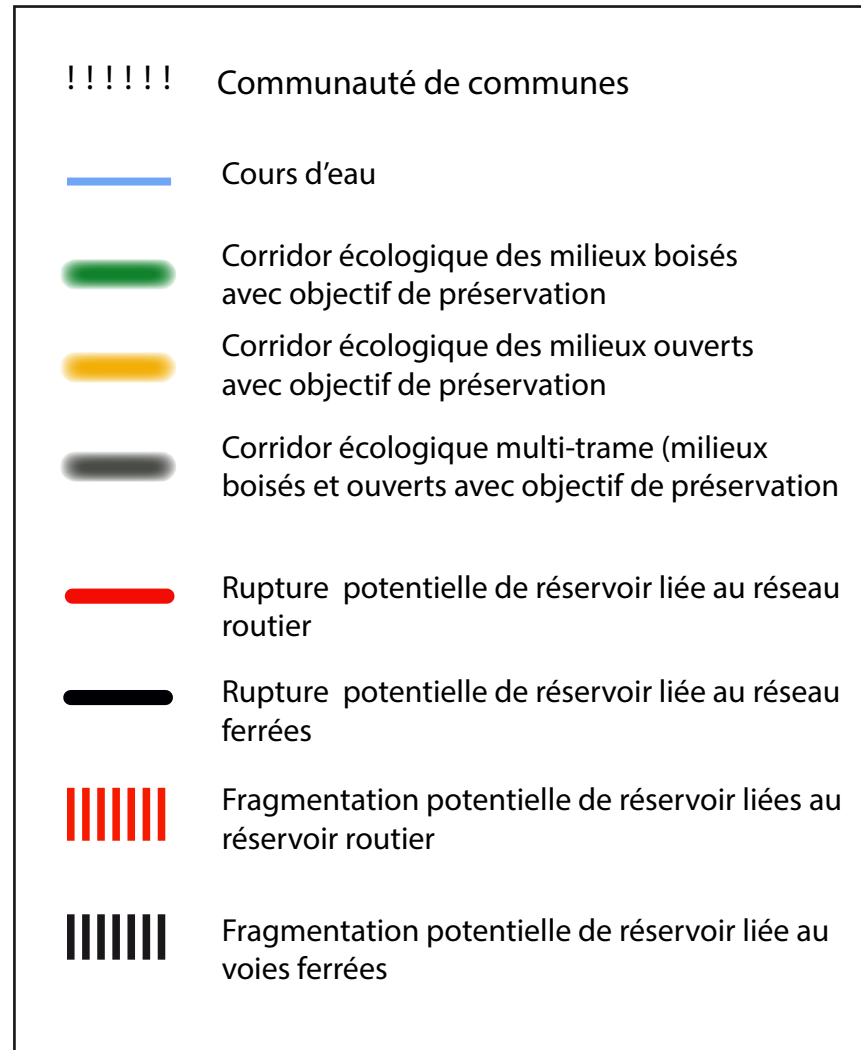 !!!!!! Communauté de communes
Cours d’eau
Corridor écologique des milieux boisés
avec objectif de préservation
Corridor écologique des milieux ouverts
avec objectif de préservation
Corridor écologique multi-trame (milieux
boisés et ouverts avec objectif de préservation
Rupture  potentielle de réservoir liée au réseau
routier
Rupture  potentielle de réservoir liée au réseau
ferrées
Fragmentation potentielle de réservoir liées au
réservoir routier
Fragmentation potentielle de réservoir liée au
voies ferrées